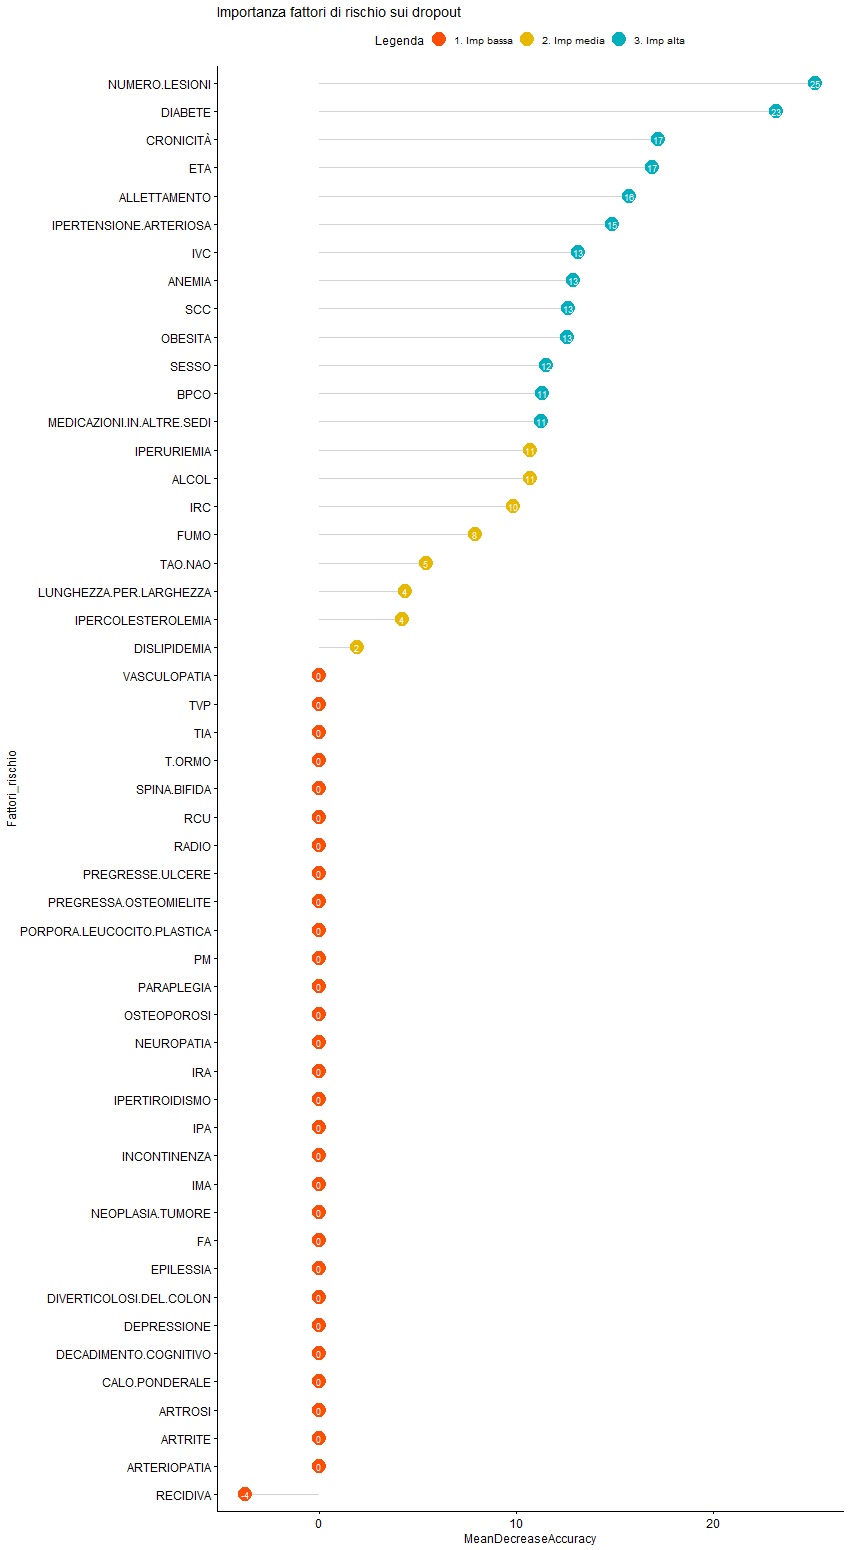 Importanza fattori di rischio sui dropout
Legenda 1. Imp bassa 2. Imp media 3. Imp alta
NUMERO.LESIONI 25
DIABETE 23
CRONICITÀ 17
ETA 17
ALLETTAMENTO 16
IPERTENSIONE.ARTERIOSA 15
IVC 13
ANEMIA 13
SCC 13
OBESITA 13
SESSO 12
BPCO 11
MEDICAZIONI.IN.ALTRE.SEDI 11
IPERURIEMIA 11
ALCOL 11
IRC 10
FUMO 8
TAO.NAO 5
LUNGHEZZA.PER.LARGHEZZA 4
IPERCOLESTEROLEMIA 4
DISLIPIDEMIA 2
VASCULOPATIA 0
TVP 0
TIA 0
T.ORMO 0
SPINA.BIFIDA 0
RCU 0
RADIO 0
PREGRESSE.ULCERE 0
PREGRESSA.OSTEOMIELITE 0
PORPORA.LEUCOCITO.PLASTICA 0
PM 0
PARAPLEGIA 0
OSTEOPOROSI 0
NEUROPATIA 0
IRA 0
IPERTIROIDISMO 0
IPA 0
INCONTINENZA 0
IMA 0
NEOPLASIA.TUMORE 0
FA 0
EPILESSIA 0
DIVERTICOLOSI.DEL.COLON 0
DEPRESSIONE 0
DECADIMENTO.COGNITIVO 0
CALO.PONDERALE 0
ARTROSI 0
ARTRITE 0
ARTERIOPATIA 0
RECIDIVA -4
Fattori_rischio
0 10 20
MeanDecreaseAccuracy